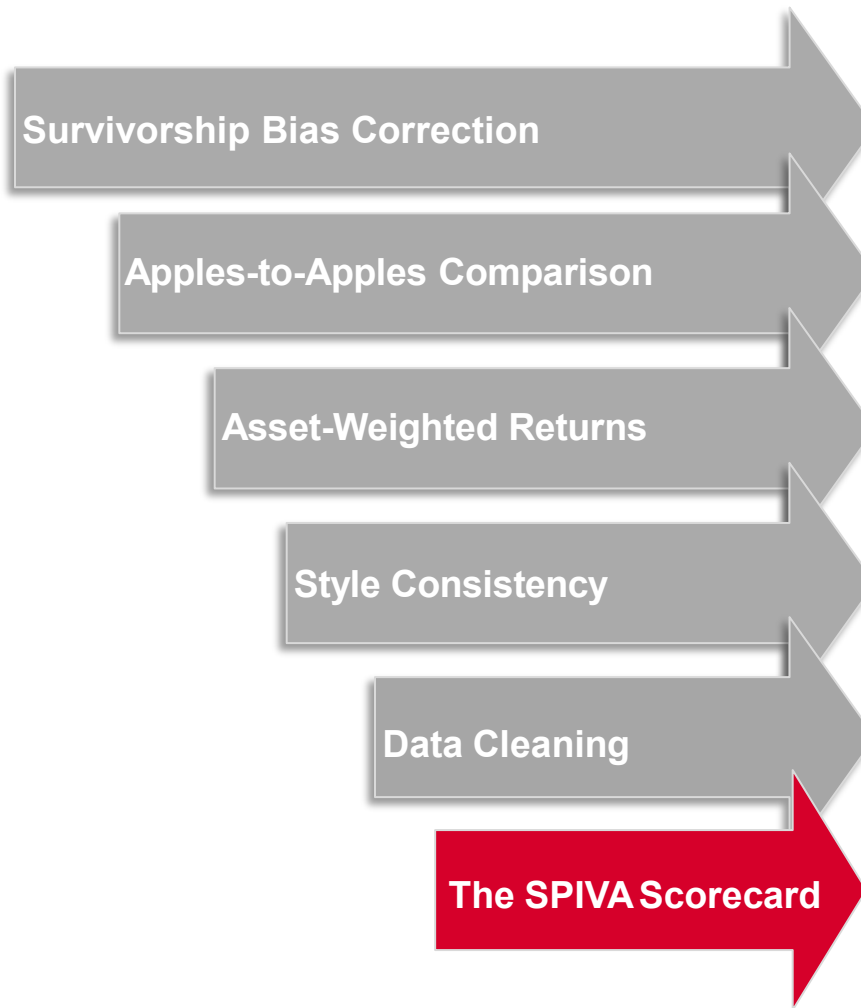 Survivorship Bias Correction
Apples-to-Apples Comparison
Asset-Weighted Returns
Style Consistency
Data Cleaning
The SPIVA Scorecard